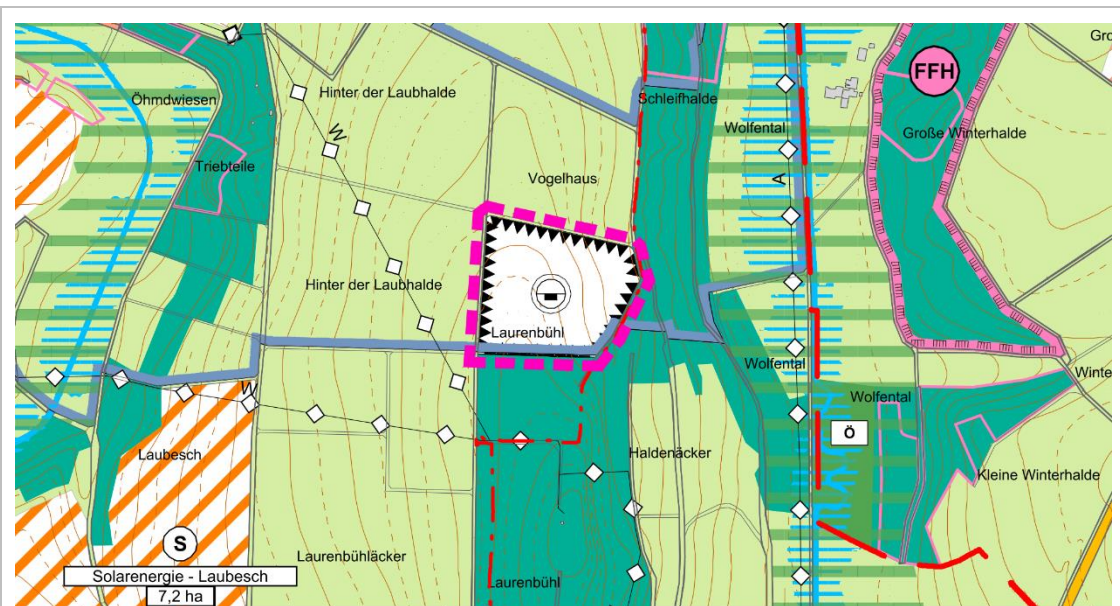 Gro
FFH
Öhmdwiesen
Hinter der Laubhalde
Schleifhalde
W
Wolfental
Große Winterhalde
Triebteile
A
Vogelhaus
Hinter der Laubhalde
Laurenbühl
Wolfental
Winte
W
Wolfental
Ö
Laubesch
Haldenäcker
Kleine Winterhalde
S
Laurenbühläcker
Solarenergie - Laubesch
Laurenbühl
7,2 ha